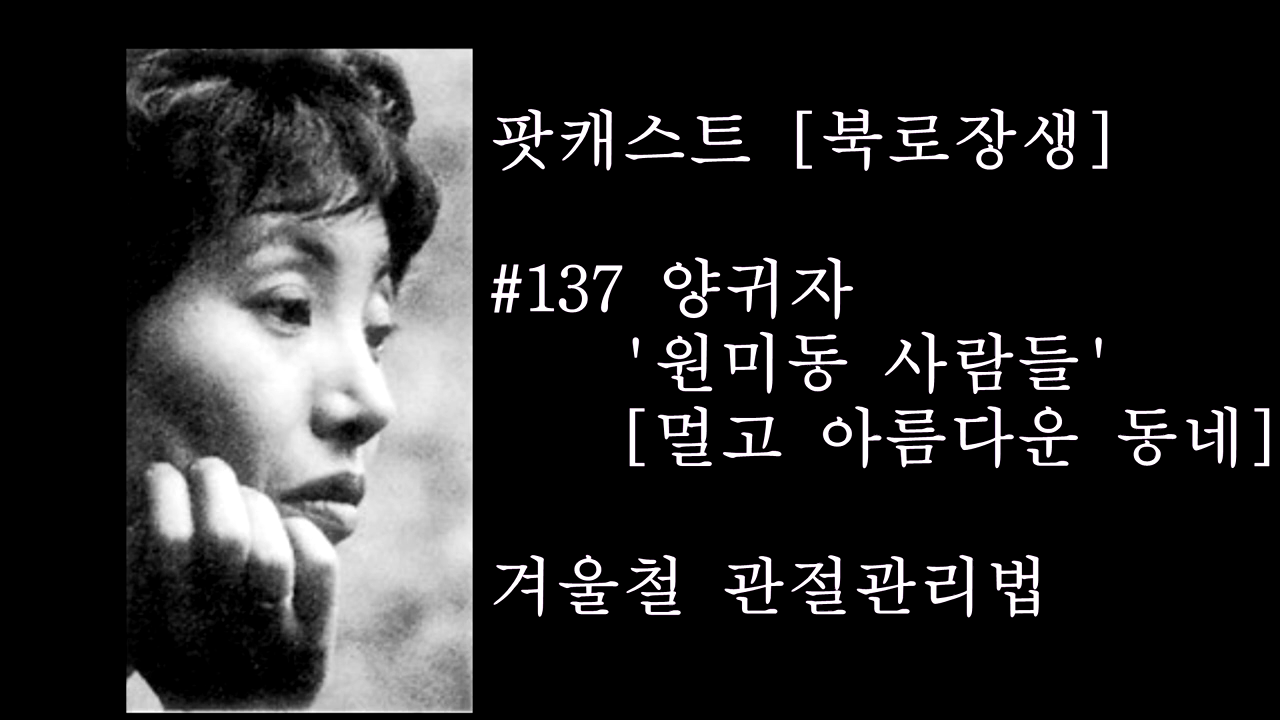 팟캐스트 [북로장생]
#137 양귀자
'원미동 사람들'
[멀고 아름다운 동네]
겨울철 관절관리법